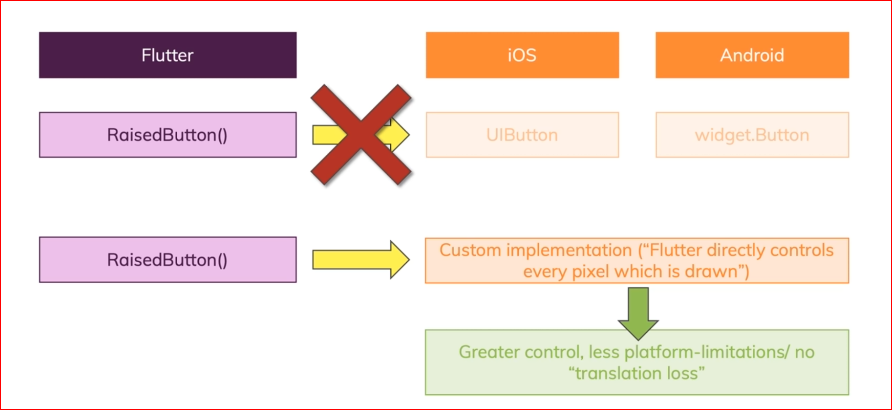 Flutter
iOS
Android
RaisedButton()
UIButton
widget.Button
RaisedButton()
Custom implementation (“Flutter directly controls
every pixel which is drawn”)
Greater control, less platform-limitations/ no
“translation loss”